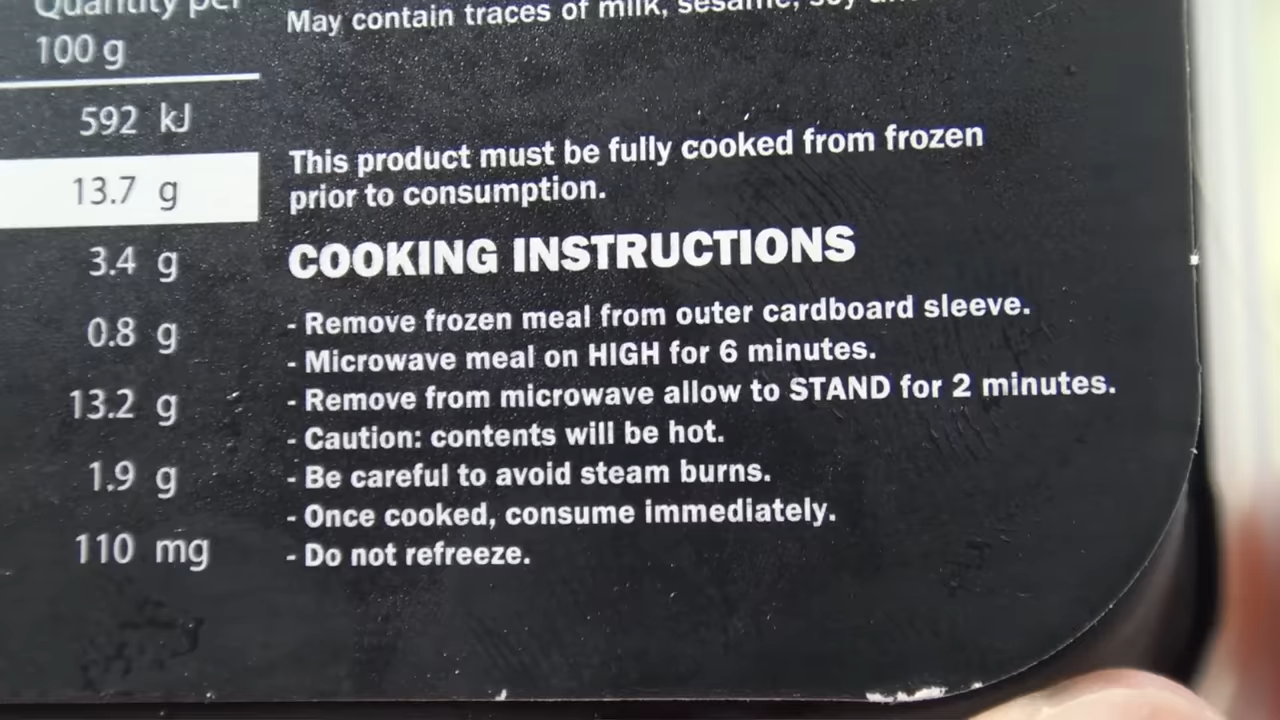 Quantity per
100 g
592 kJ
13.7 g
3.4 g
0.8 g
13.2 g
1.9 g
110 mg
May contain traces of milk, sesame, soy
This product must be fully cooked from frozen
prior to consumption.
COOKING INSTRUCTIONS
- Remove frozen meal from outer cardboard sleeve.
- Microwave meal on HIGH for 6 minutes.
- Remove from microwave allow to STAND for 2 minutes.
- Caution: contents will be hot.
- Be careful to avoid steam burns.
- Once cooked, consume immediately.
- Do not refreeze.